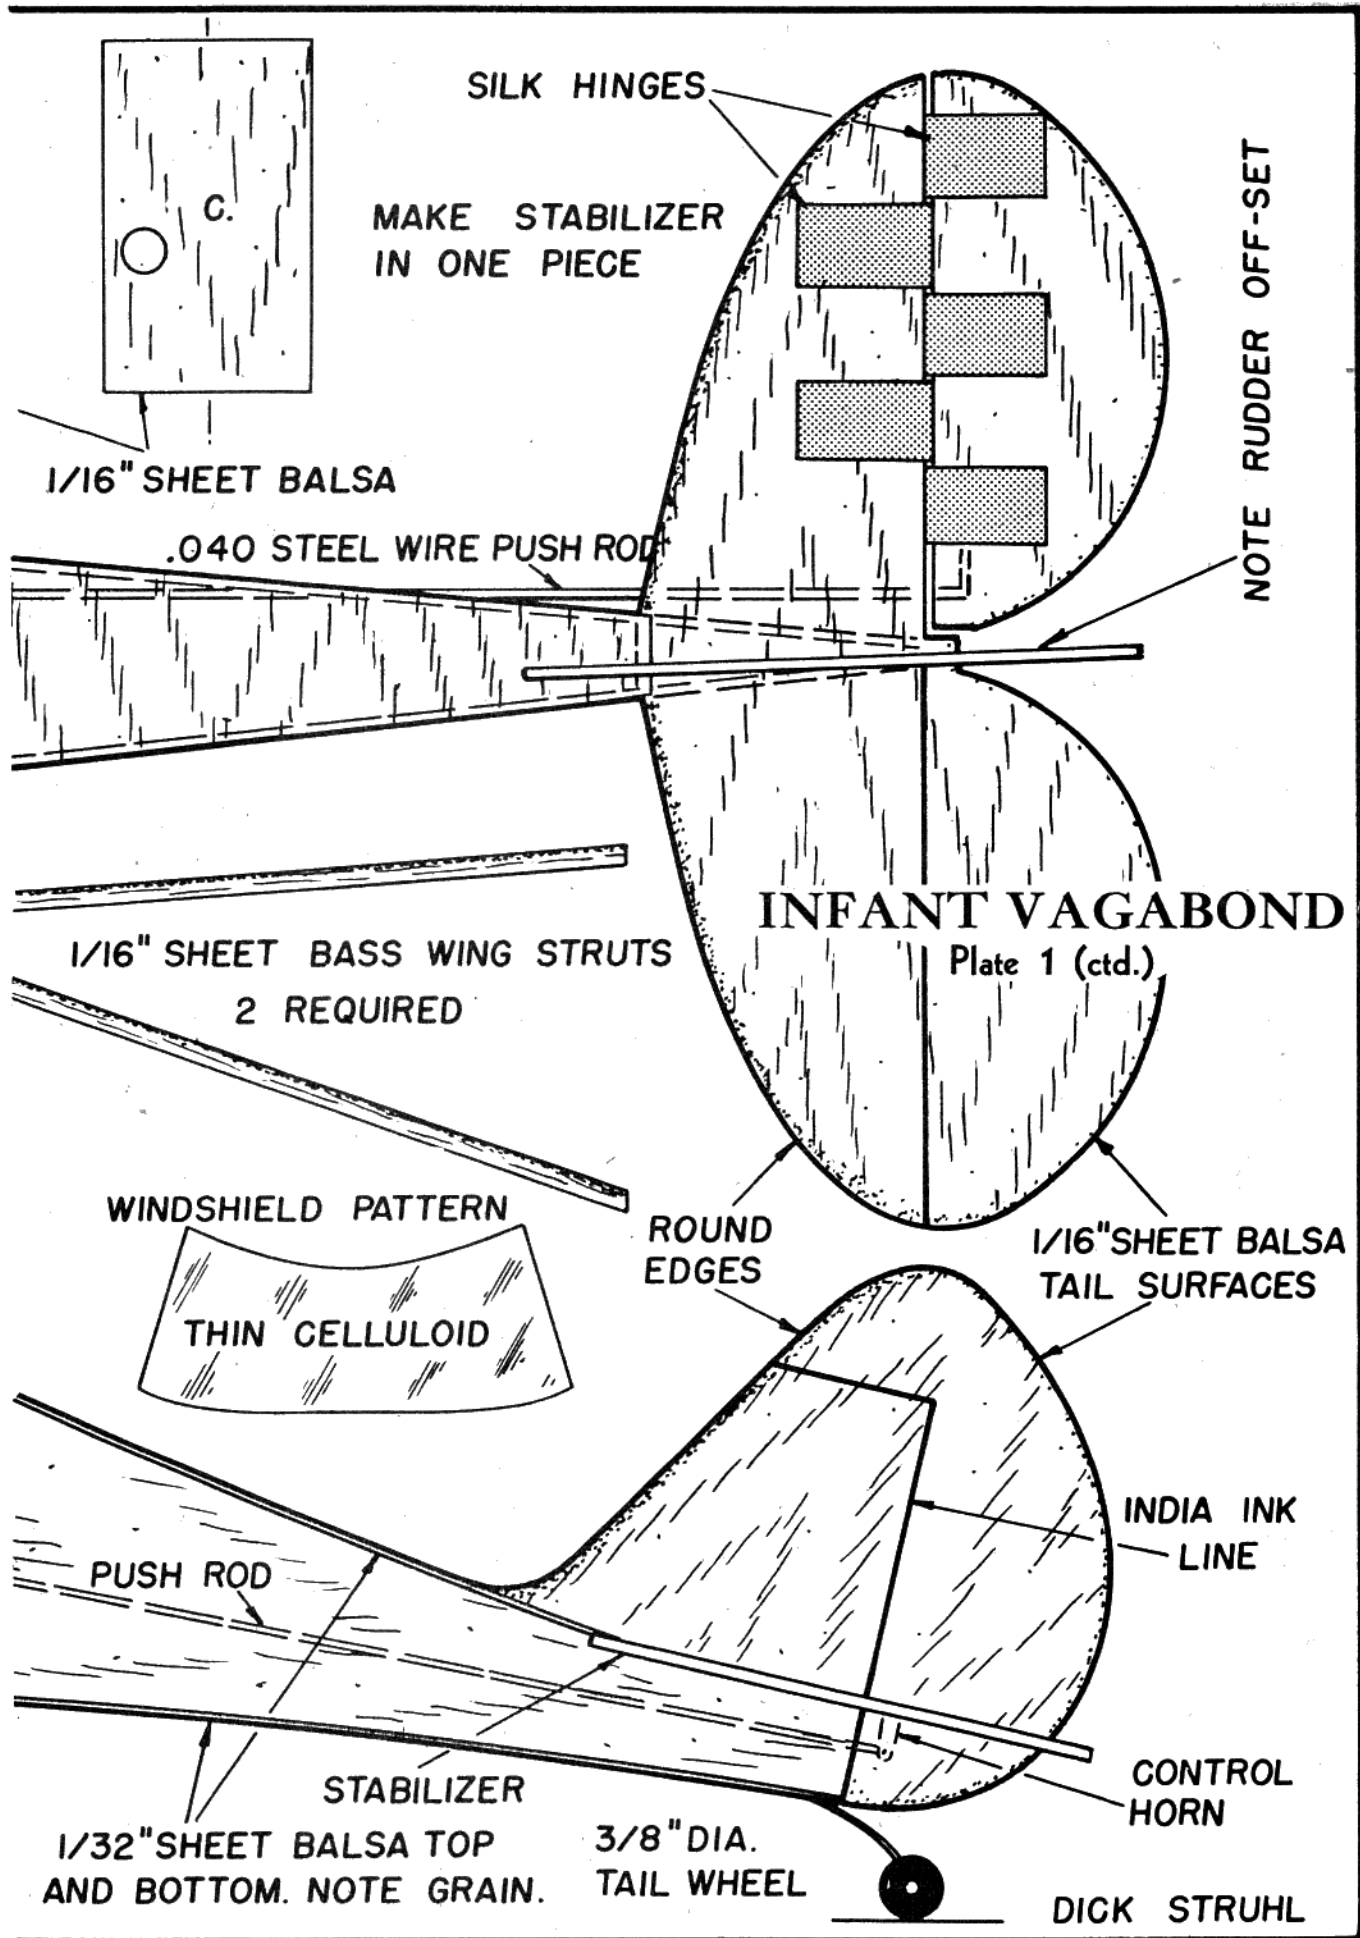 SILK HINGES
C.
MAKE STABILIZER
IN ONE PIECE
NOTE RUDDER OFF-SET
1/16" SHEET BALSA
.040 STEEL WIRE PUSH ROD
INFANT VAGABOND
Plate 1 (ctd.)
1/16" SHEET BASS WING STRUTS
2 REQUIRED
WINDSHIELD PATTERN
THIN CELLULOID
ROUND
EDGES
1/16" SHEET BALSA
TAIL SURFACES
INDIA INK
LINE
PUSH ROD
STABILIZER
CONTROL
HORN
1/32" SHEET BALSA TOP
AND BOTTOM. NOTE GRAIN.
3/8" DIA.
TAIL WHEEL
DICK STRUHL